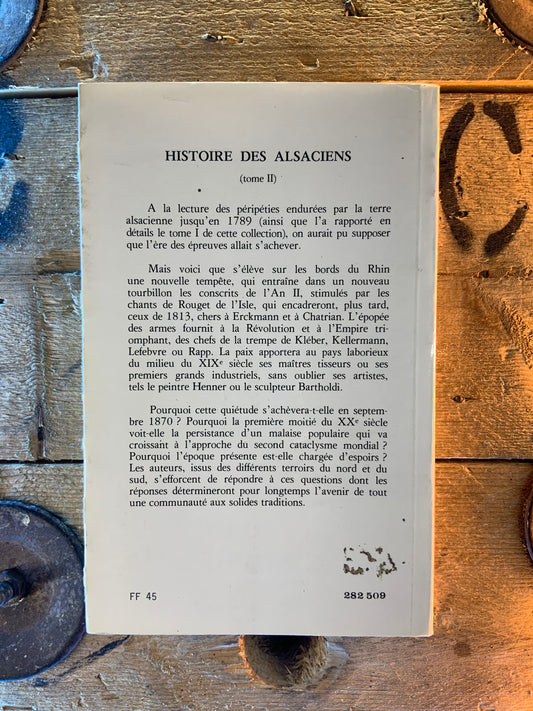 HISTOIRE DES ALSACIENS
(tome II)
A la lecture des péripéties endurées par la terre
alsacienne jusqu'en 1789 (ainsi que l'a rapporté en
détails le tome I de cette collection), on aurait pu supposer
que l'ère des épreuves allait s'achever.
Mais voici que s'élève sur les bords du Rhin
une nouvelle tempête, qui entraîne dans un nouveau
tourbillon les conscrits de l'An II, stimulés par les
chants de Rouget de l'Isle, qui encadreront, plus tard,
ceux de 1813, chers à Erckmann et à Chatrian. L'épopée
des armes fournit à la Révolution et à l'Empire tri-
omphant, des chefs de la trempe de Kléber, Kellermann,
Lefebvre ou Rapp. La paix apportera au pays laborieux
du milieu du XIXe siècle ses maîtres tisseurs ou ses
premiers grands industriels, sans oublier ses artistes,
tels le peintre Henner ou le sculpteur Bartholdi.
Pourquoi cette quiétude s'achèvera-t-elle en septem-
bre 1870 ? Pourquoi la première moitié du XXe siècle
voit-elle la persistance d'un malaise populaire qui va
croissant à l'approche du second cataclysme mondial ?
Pourquoi l'époque présente est-elle chargée d'espoirs ?
Les auteurs, issus des différents terroirs du nord et du
sud, s'efforcent de répondre à ces questions dont les
réponses détermineront pour longtemps l'avenir de tout
une communauté aux solides traditions.
FF 45
282 509